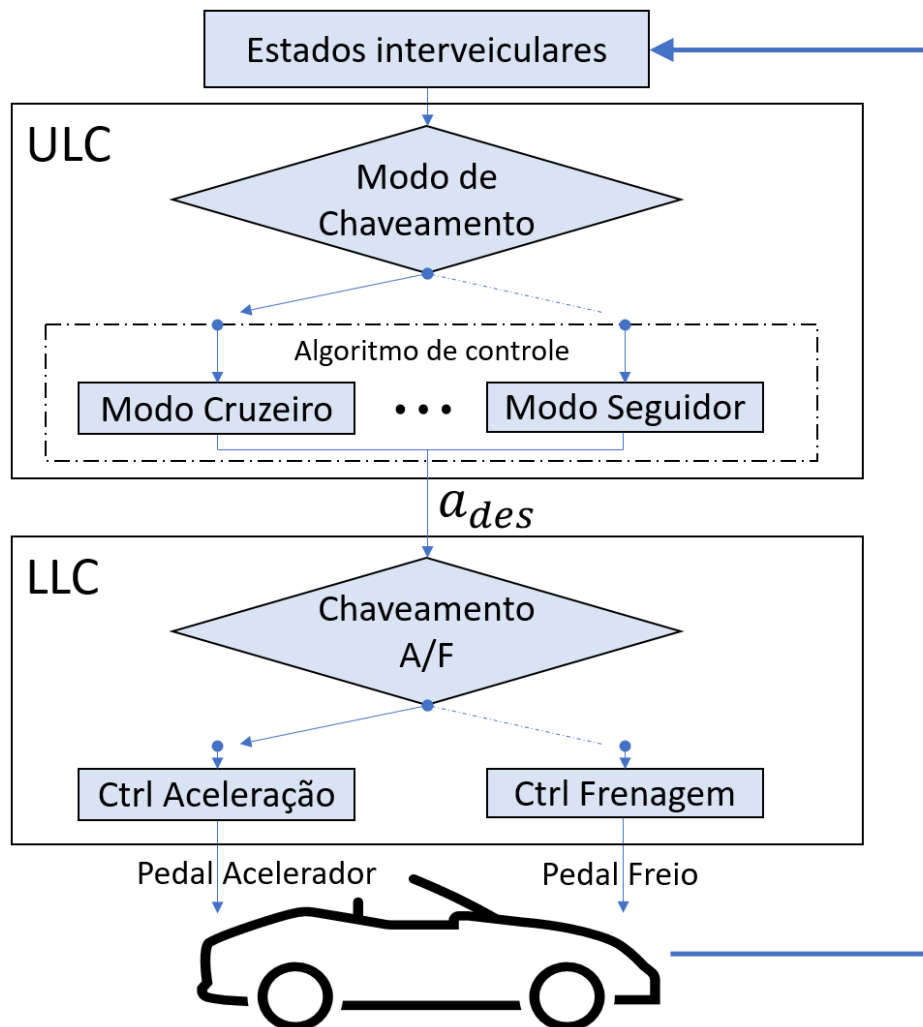 Estados interveiculares
ULC
Modo de
Chaveamento
Algoritmo de controle
Modo Cruzeiro
Modo Seguidor
a_des
LLC
Chaveamento
A/F
Ctrl Aceleração
Ctrl Frenagem
Pedal Acelerador
Pedal Freio